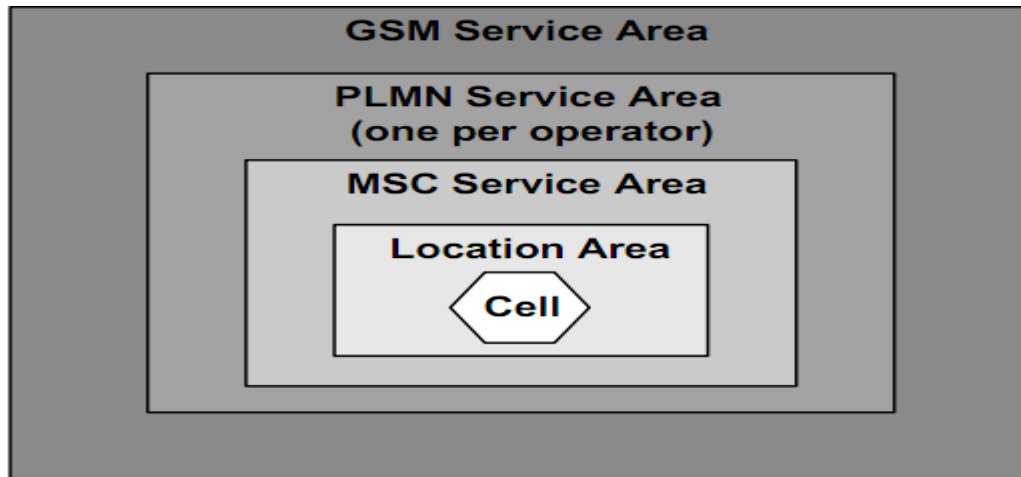 GSM Service Area
PLMN Service Area
(one per operator)
MSC Service Area
Location Area
Cell